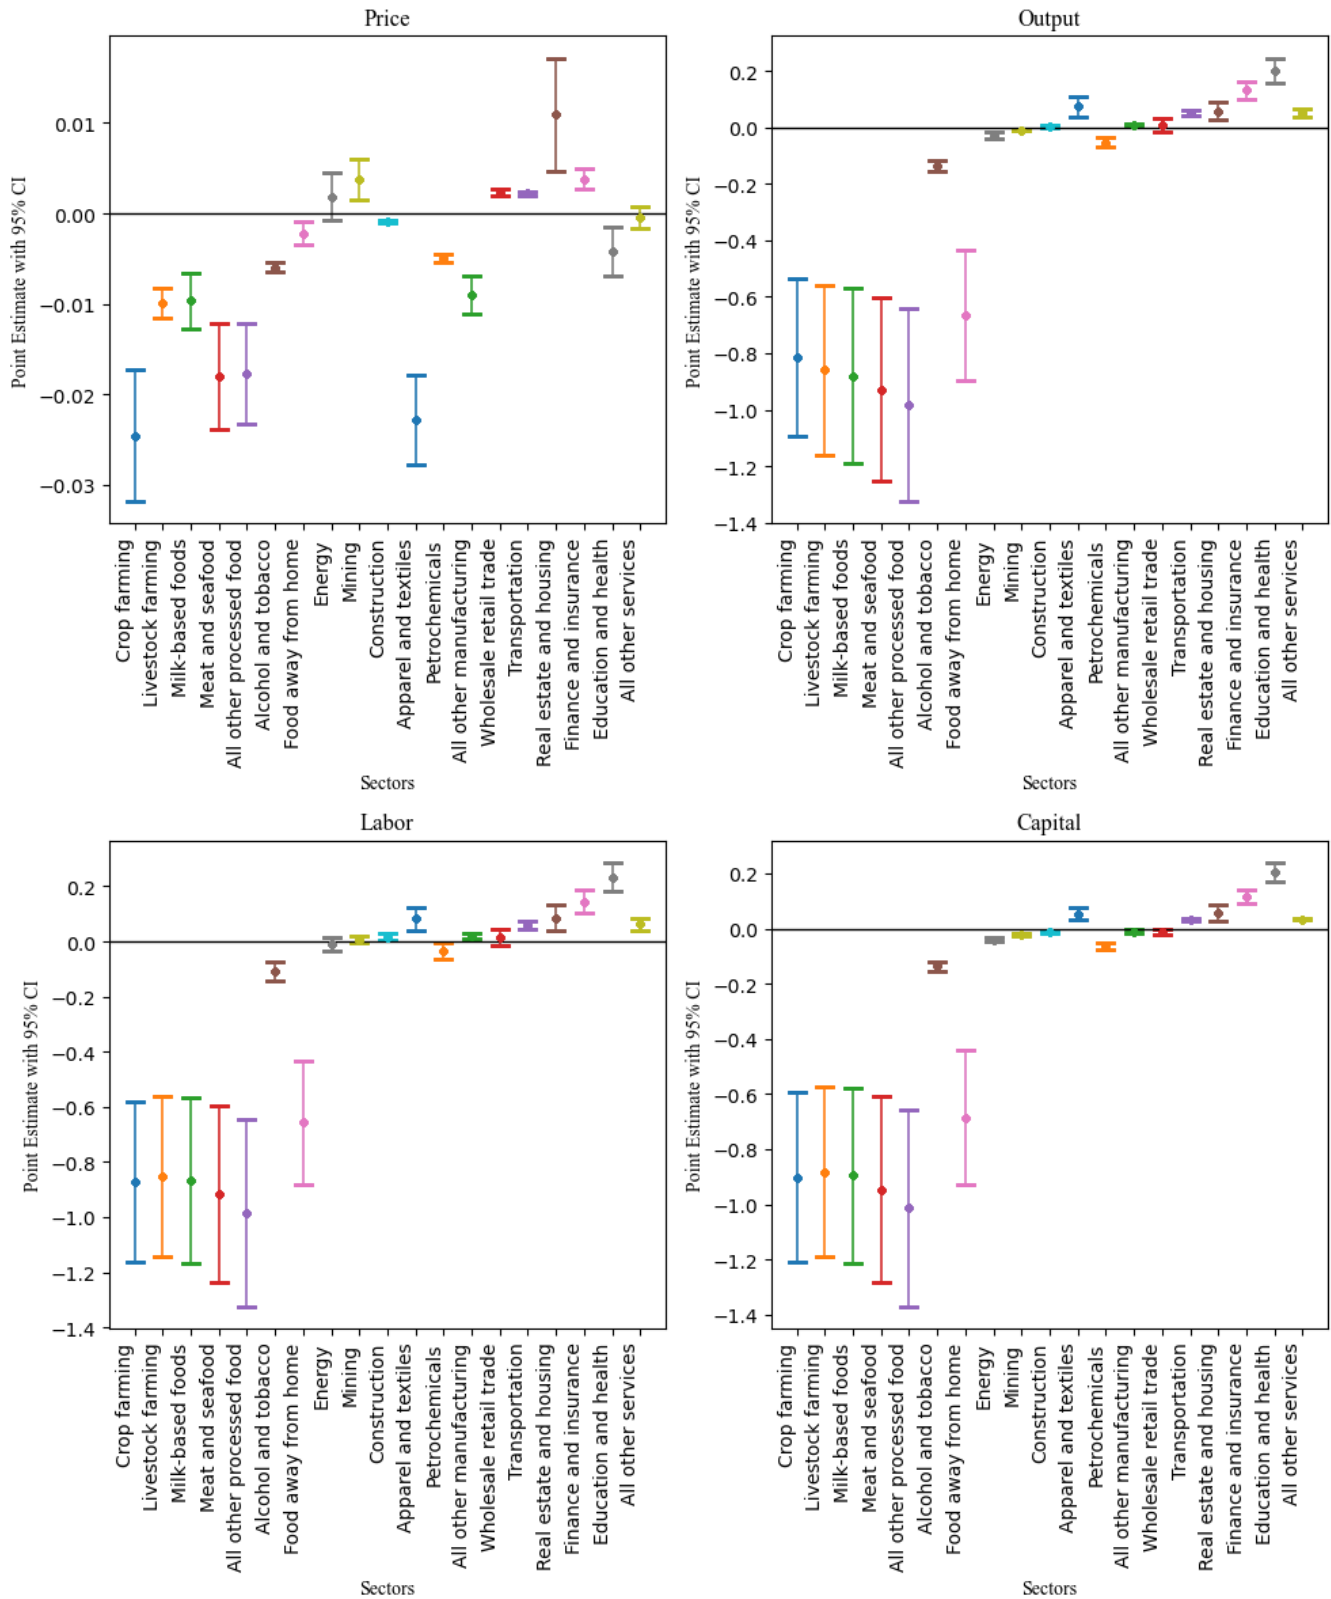 Price
Point Estimate with 95% CI
0.01
0.00
−0.01
−0.02
−0.03
Crop farming
Livestock farming
Milk-based foods
Meat and seafood
All other processed food
Alcohol and tobacco
Food away from home
Energy
Mining
Construction
Apparel and textiles
Petrochemicals
All other manufacturing
Wholesale retail trade
Transportation
Real estate and housing
Finance and insurance
Education and health
All other services
Sectors
Output
Point Estimate with 95% CI
0.2
0.0
−0.2
−0.4
−0.6
−0.8
−1.0
−1.2
−1.4
Crop farming
Livestock farming
Milk-based foods
Meat and seafood
All other processed food
Alcohol and tobacco
Food away from home
Energy
Mining
Construction
Apparel and textiles
Petrochemicals
All other manufacturing
Wholesale retail trade
Transportation
Real estate and housing
Finance and insurance
Education and health
All other services
Sectors
Labor
Point Estimate with 95% CI
0.2
0.0
−0.2
−0.4
−0.6
−0.8
−1.0
−1.2
−1.4
Crop farming
Livestock farming
Milk-based foods
Meat and seafood
All other processed food
Alcohol and tobacco
Food away from home
Energy
Mining
Construction
Apparel and textiles
Petrochemicals
All other manufacturing
Wholesale retail trade
Transportation
Real estate and housing
Finance and insurance
Education and health
All other services
Sectors
Capital
Point Estimate with 95% CI
0.2
0.0
−0.2
−0.4
−0.6
−0.8
−1.0
−1.2
−1.4
Crop farming
Livestock farming
Milk-based foods
Meat and seafood
All other processed food
Alcohol and tobacco
Food away from home
Energy
Mining
Construction
Apparel and textiles
Petrochemicals
All other manufacturing
Wholesale retail trade
Transportation
Real estate and housing
Finance and insurance
Education and health
All other services
Sectors